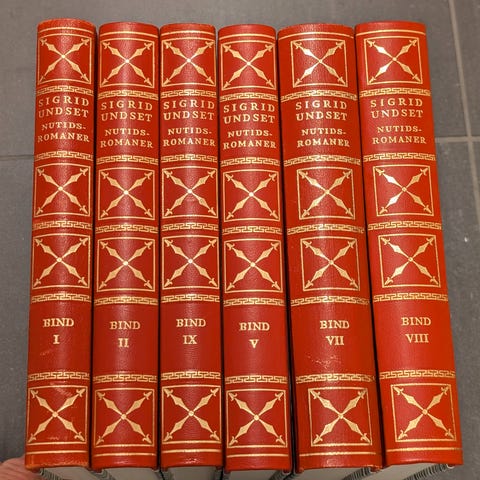 SIGRID
UNDSET
NUTIDS-
ROMANER
BIND
I
SIGRID
UNDSET
NUTIDS-
ROMANER
BIND
II
SIGRID
UNDSET
NUTIDS-
ROMANER
BIND
IX
SIGRID
UNDSET
NUTIDS-
ROMANER
BIND
V
SIGRID
UNDSET
NUTIDS-
ROMANER
BIND
VII
SIGRID
UNDSET
NUTIDS-
ROMANER
BIND
VIII